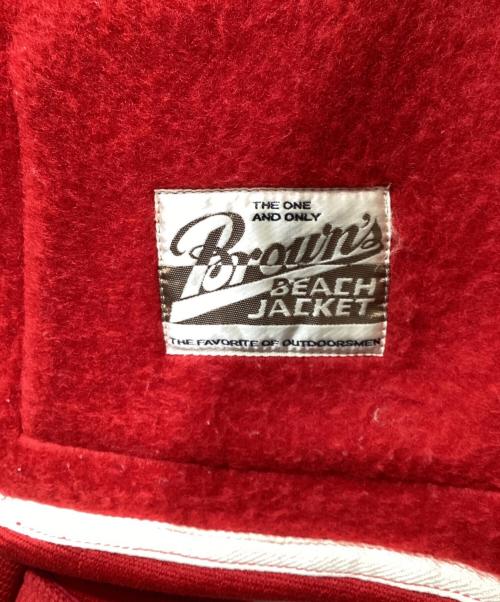 THE ONE
AND ONLY
Brown's
BEACH
JACKET
THE FAVORITE OF OUTDOORSMEN